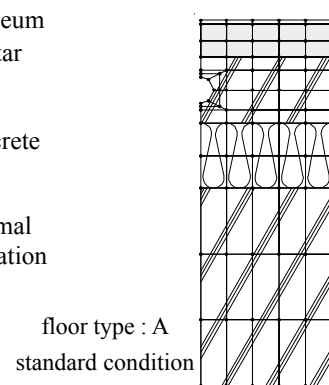 eum
tar
rete
mal
ation
floor type : A
standard condition